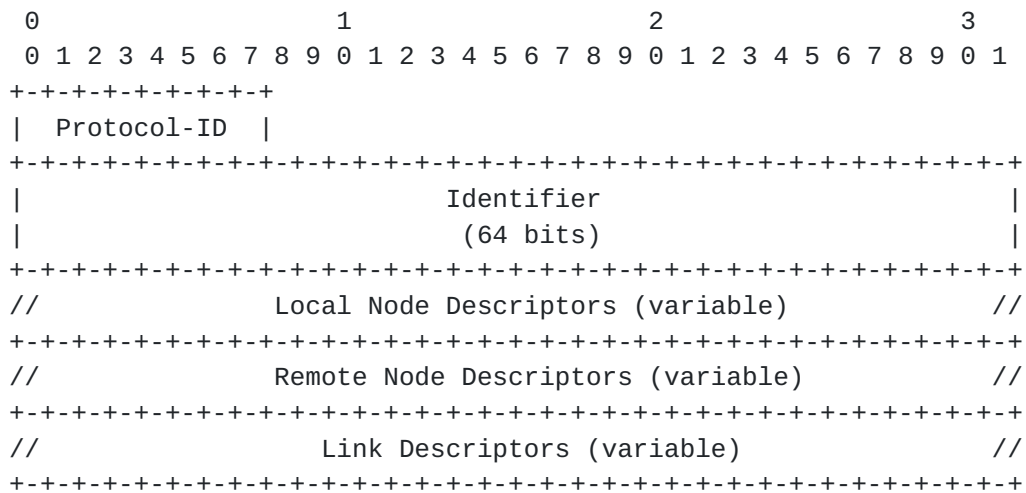 0                   1                   2                   3
 0 1 2 3 4 5 6 7 8 9 0 1 2 3 4 5 6 7 8 9 0 1 2 3 4 5 6 7 8 9 0 1
+-+-+-+-+-+-+-+-+
|  Protocol-ID  |
+-+-+-+-+-+-+-+-+-+-+-+-+-+-+-+-+-+-+-+-+-+-+-+-+-+-+-+-+-+-+-+-+
|                           Identifier                          |
|                            (64 bits)                          |
+-+-+-+-+-+-+-+-+-+-+-+-+-+-+-+-+-+-+-+-+-+-+-+-+-+-+-+-+-+-+-+-+
//               Local Node Descriptors (variable)             //
+-+-+-+-+-+-+-+-+-+-+-+-+-+-+-+-+-+-+-+-+-+-+-+-+-+-+-+-+-+-+-+-+
//               Remote Node Descriptors (variable)            //
+-+-+-+-+-+-+-+-+-+-+-+-+-+-+-+-+-+-+-+-+-+-+-+-+-+-+-+-+-+-+-+-+
//                  Link Descriptors (variable)                //
+-+-+-+-+-+-+-+-+-+-+-+-+-+-+-+-+-+-+-+-+-+-+-+-+-+-+-+-+-+-+-+-+